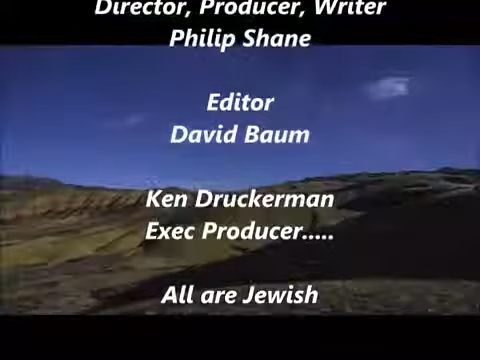 Director, Producer, Writer
Philip Shane
Editor
David Baum
Ken Druckerman
Exec Producer.....
All are Jewish